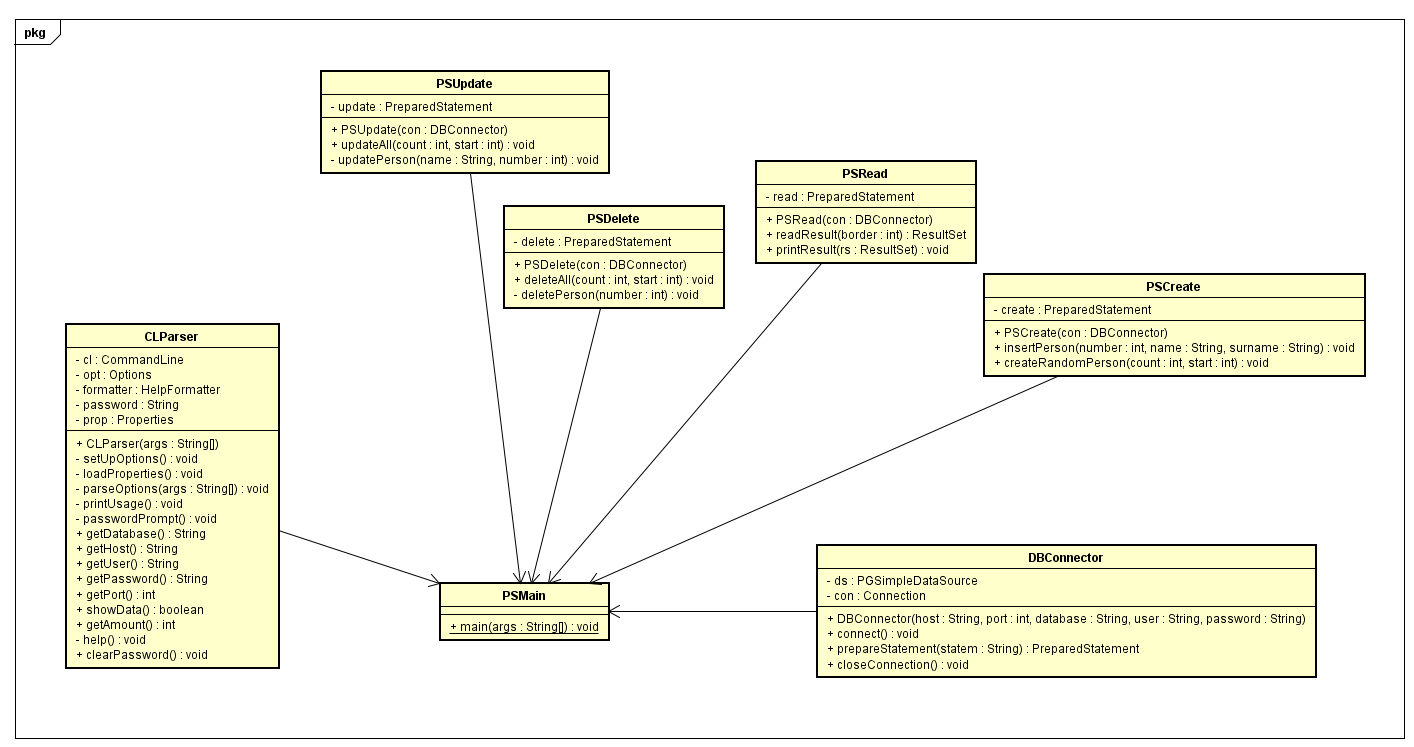 pkg
PSUpdate
- update : PreparedStatement
+ PSUpdate(con : DBConnector)
+ updateAll(count : int, start : int) : void
- updatePerson(name : String, number : int) : void
PSDelete
- delete : PreparedStatement
+ PSDelete(con : DBConnector)
+ deleteAll(count : int, start : int) : void
- deletePerson(number : int) : void
PSRead
- read : PreparedStatement
+ PSRead(con : DBConnector)
+ readResult(border : int) : ResultSet
+ printResult(rs : ResultSet) : void
PSCreate
- create : PreparedStatement
+ PSCreate(con : DBConnector)
+ insertPerson(number : int, name : String, surname : String) : void
+ createRandomPerson(count : int, start : int) : void
CLParser
- cl : CommandLine
- opt : Options
- formatter : HelpFormatter
- password : String
- prop : Properties
+ CLParser(args : String[])
- setUpOptions() : void
- loadProperties() : void
- parseOptions(args : String[]) : void
- printUsage() : void
- passwordPrompt() : void
+ getDatabase() : String
+ getHost() : String
+ getUser() : String
+ getPassword() : String
+ getPort() : int
+ showData() : boolean
+ getAmount() : int
- help() : void
+ clearPassword() : void
PSMain
+ main(args : String[]) : void
DBConnector
- ds : PGSimpleDataSource
- con : Connection
+ DBConnector(host : String, port : int, database : String, user : String, password : String)
+ connect() : void
+ prepareStatement(statem : String) : PreparedStatement
+ closeConnection() : void